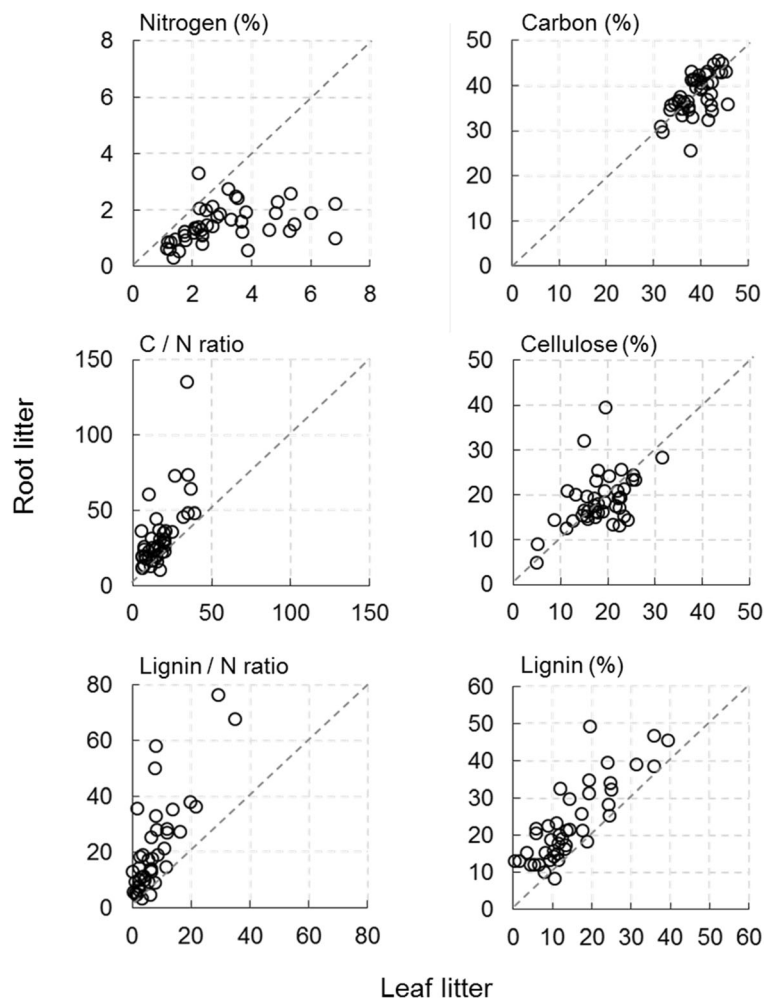 Nitrogen (%)
8
6
4
2
0
0 2 4 6 8
Carbon (%)
50
40
30
20
10
0
0 10 20 30 40 50
C / N ratio
150
100
50
0
0 50 100 150
Cellulose (%)
50
40
30
20
10
0
0 10 20 30 40 50
Lignin / N ratio
80
60
40
20
0
0 20 40 60 80
Lignin (%)
60
50
40
30
20
10
0
0 10 20 30 40 50 60
Root litter
Leaf litter